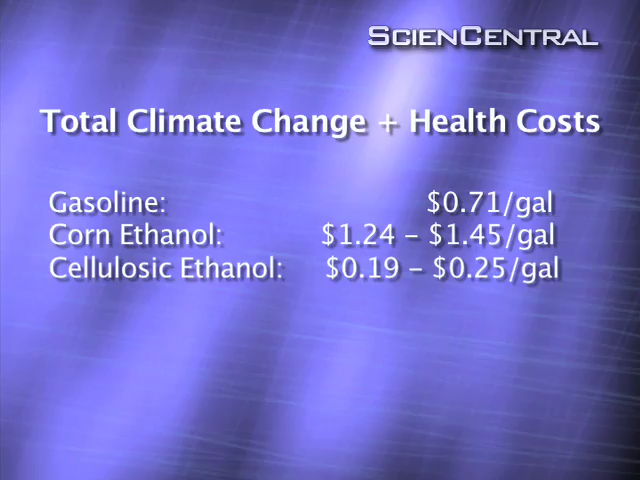 SCIENCENTRAL
Total Climate Change + Health Costs
Gasoline: $0.71/gal
Corn Ethanol: $1.24 - $1.45/gal
Cellulosic Ethanol: $0.19 - $0.25/gal